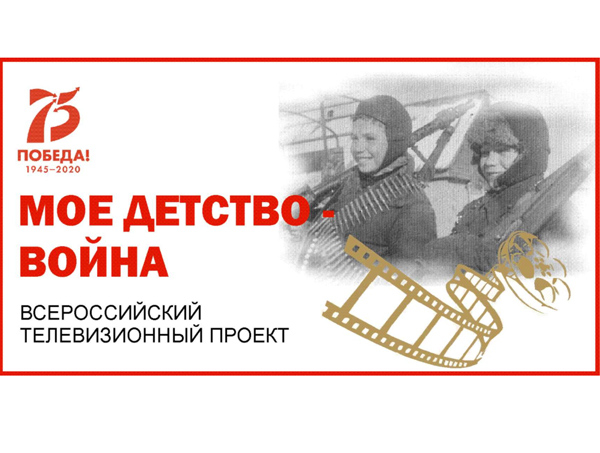 75
ПОБЕДА!
1945–2020
МОЕ ДЕТСТВО -
ВОЙНА
ВСЕРОССИЙСКИЙ
ТЕЛЕВИЗИОННЫЙ ПРОЕКТ